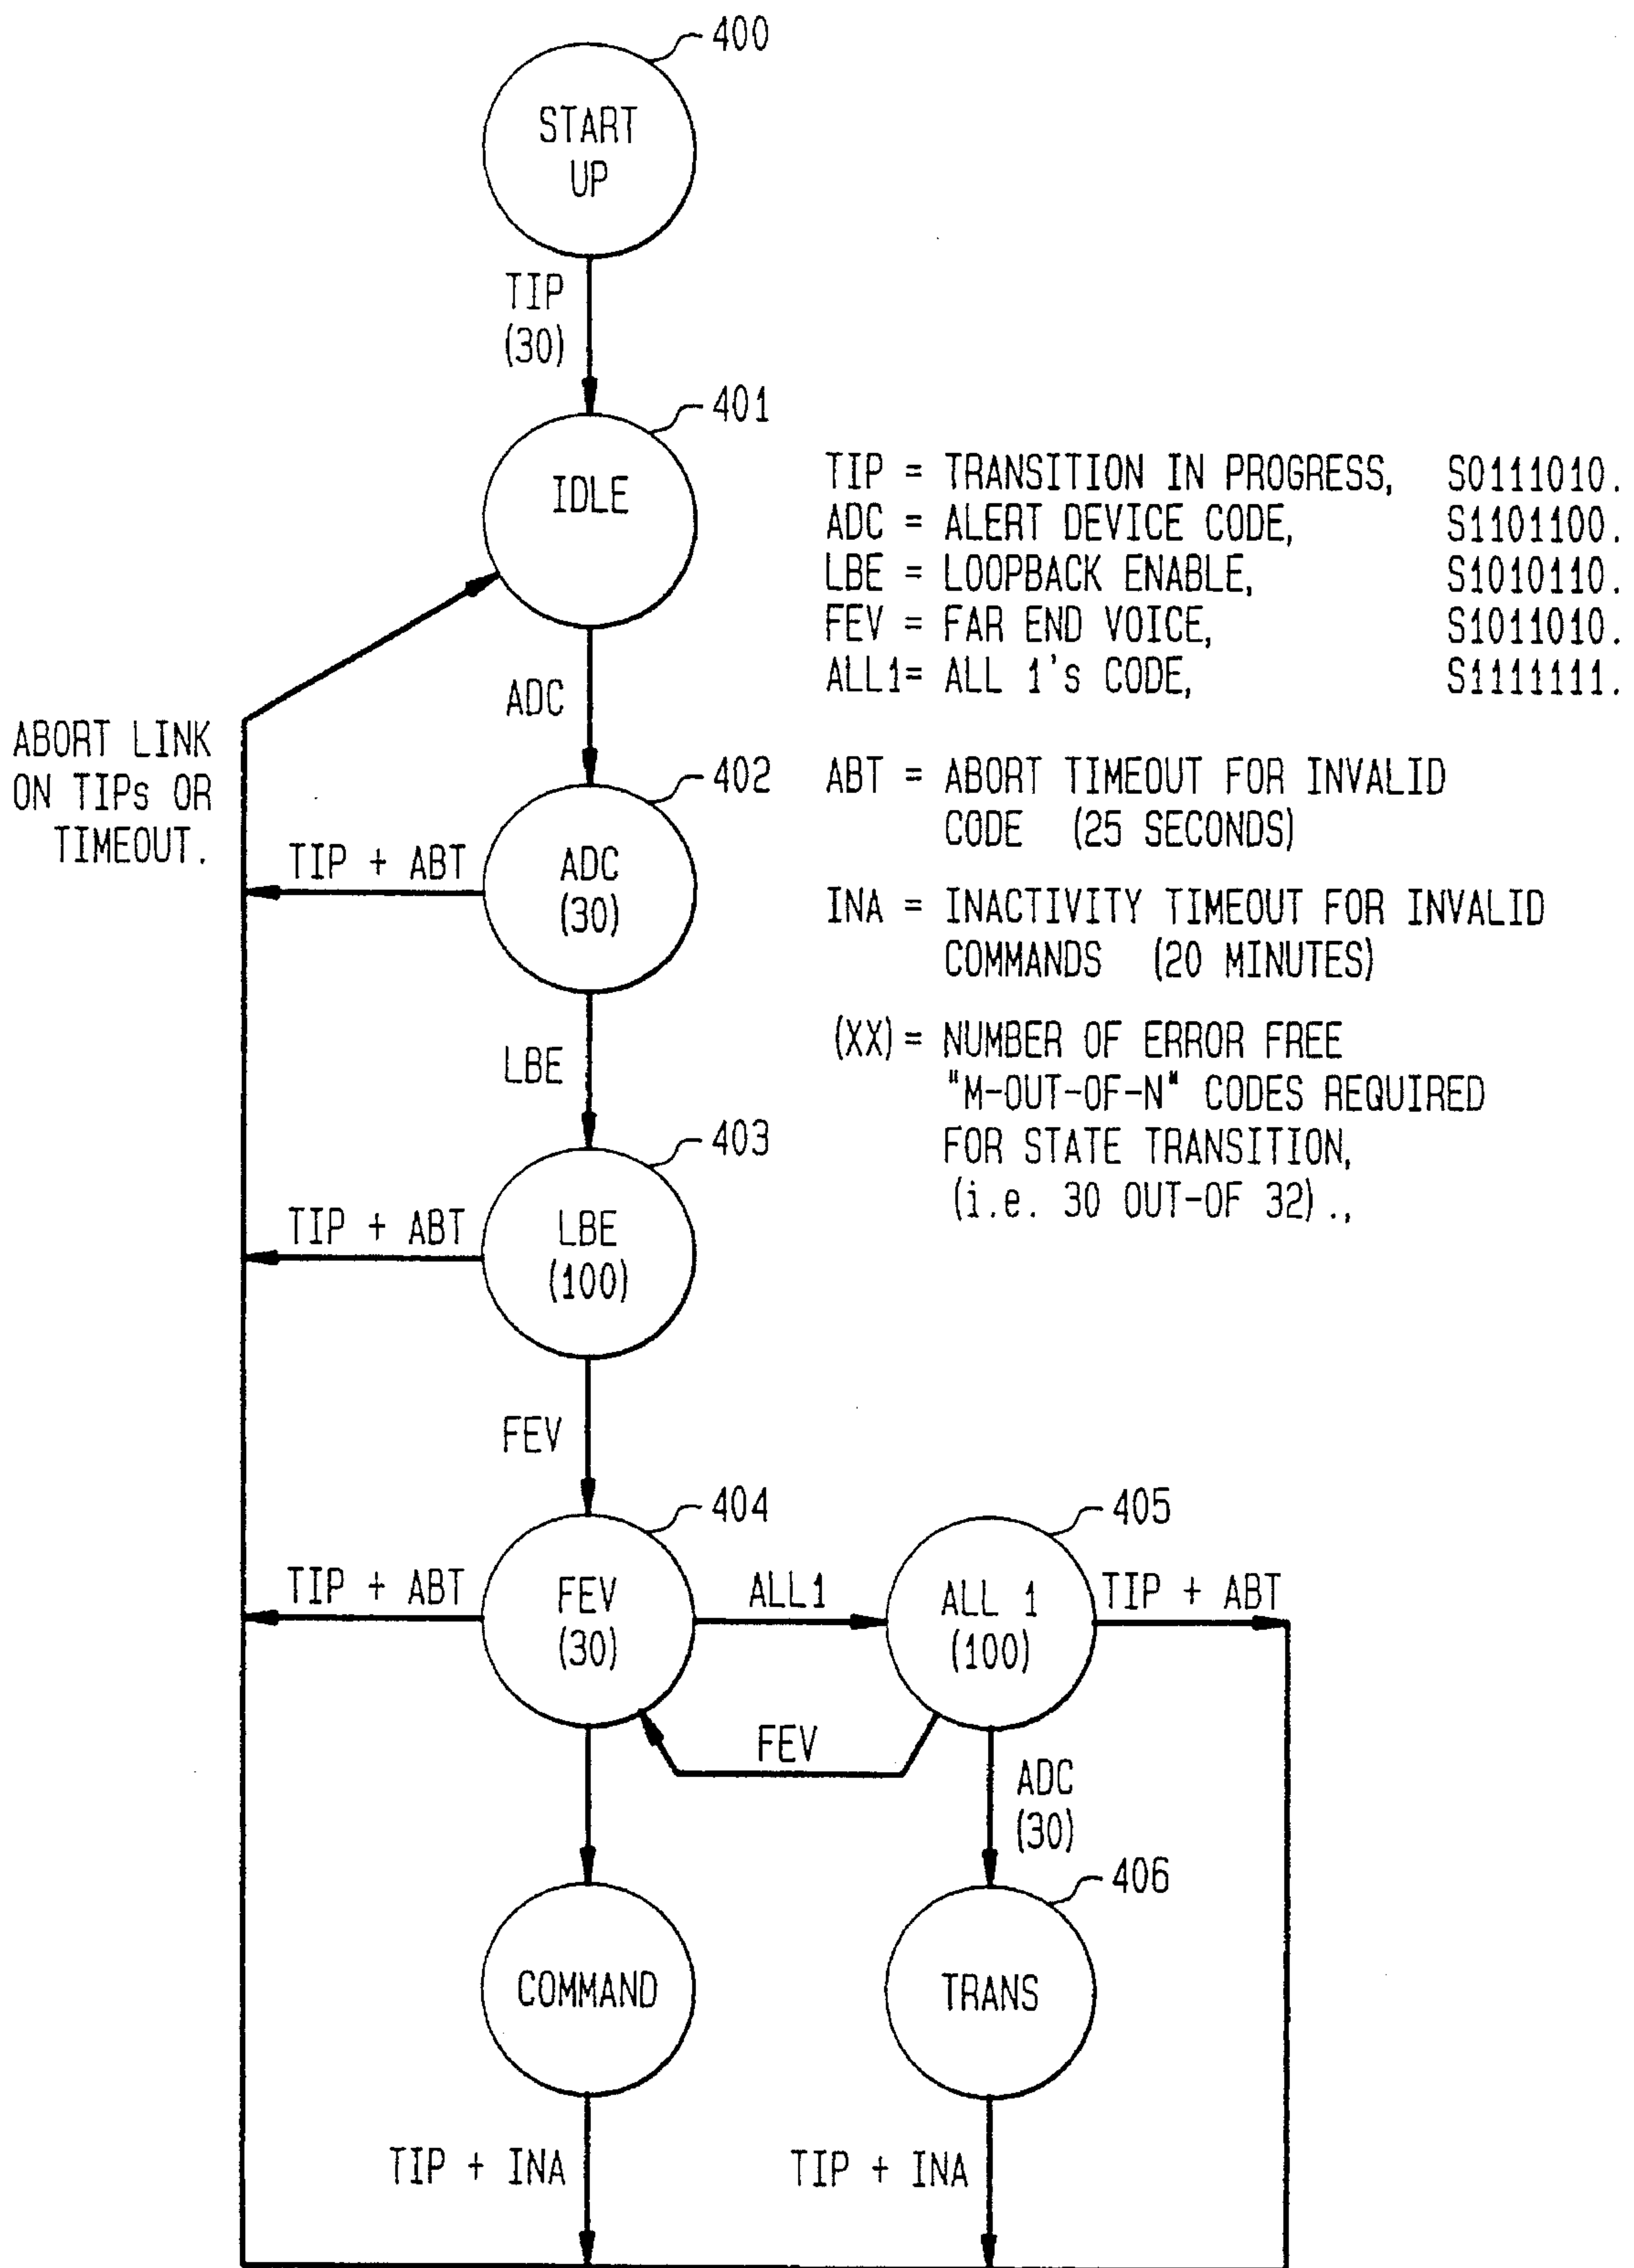 400
START
UP
TIP
(30)
401
IDLE
TIP = TRANSITION IN PROGRESS, S0111010.
ADC = ALERT DEVICE CODE, S1101100.
LBE = LOOPBACK ENABLE, S1010110.
FEV = FAR END VOICE, S1011010.
ALL1= ALL 1's CODE, S1111111.
ADC
ABORT LINK
ON TIPs OR
TIMEOUT.
402
ABT = ABORT TIMEOUT FOR INVALID
CODE (25 SECONDS)
TIP + ABT
ADC
(30)
INA = INACTIVITY TIMEOUT FOR INVALID
COMMANDS (20 MINUTES)
LBE
(XX) = NUMBER OF ERROR FREE
"M-OUT-OF-N" CODES REQUIRED
FOR STATE TRANSITION,
(i.e. 30 OUT-OF 32).,
403
TIP + ABT
LBE
(100)
FEV
404
405
TIP + ABT
FEV
(30)
ALL1
ALL 1
(100)
TIP + ABT
FEV
ADC
(30)
406
COMMAND
TRANS
TIP + INA
TIP + INA